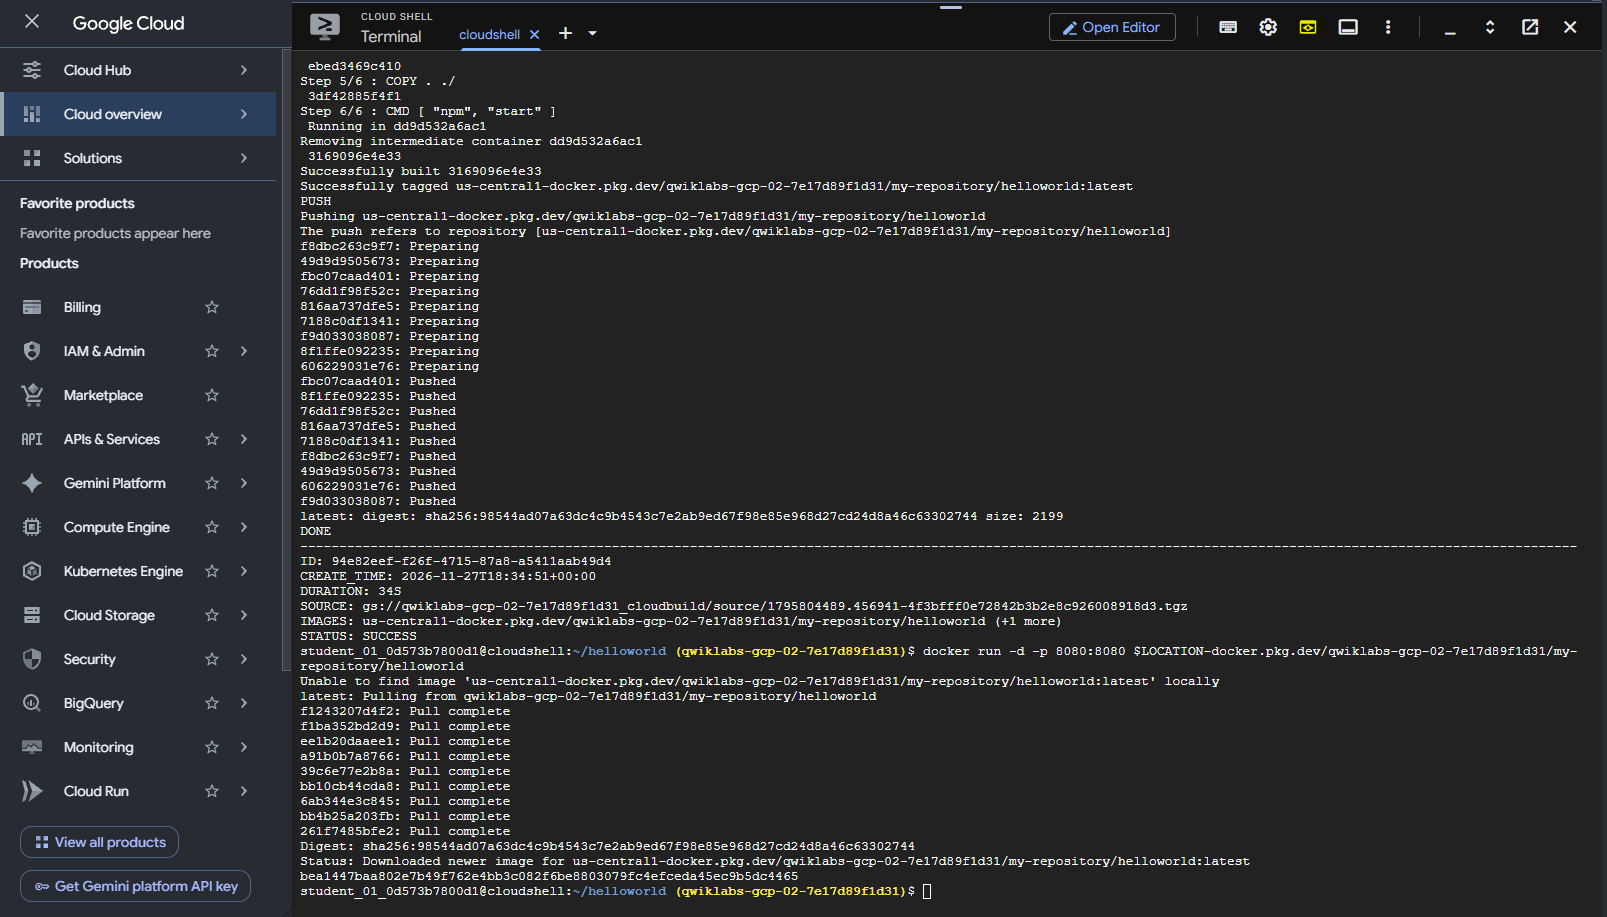 Google Cloud
Cloud Hub
Cloud overview
Solutions
Favorite products
Favorite products appear here
Products
Billing
IAM & Admin
Marketplace
API APIs & Services
Gemini Platform
Compute Engine
Kubernetes Engine
Cloud Storage
Security
BigQuery
Monitoring
Cloud Run
View all products
Get Gemini platform API key
CLOUD SHELL
Terminal
cloudshell
Open Editor
ebed3469c410
Step 5/6 : COPY . ./
3df42885f4f1
Step 6/6 : CMD [ "npm", "start" ]
Running in dd9d532a6ac1
Removing intermediate container dd9d532a6ac1
3169096e4e33
Successfully built 3169096e4e33
Successfully tagged us-central1-docker.pkg.dev/qwiklabs-gcp-02-7e17d89f1d31/my-repository/helloworld:latest
PUSH
Pushing us-central1-docker.pkg.dev/qwiklabs-gcp-02-7e17d89f1d31/my-repository/helloworld
The push refers to repository [us-central1-docker.pkg.dev/qwiklabs-gcp-02-7e17d89f1d31/my-repository/helloworld]
f8dbc263c9f7: Preparing
49d9d9505673: Preparing
fbc07caad401: Preparing
76dd1f98f52c: Preparing
816aa737dfe5: Preparing
7188c0df1341: Preparing
f9d033038087: Preparing
8f1ffe092235: Preparing
606229031e76: Preparing
fbc07caad401: Pushed
8f1ffe092235: Pushed
76dd1f98f52c: Pushed
816aa737dfe5: Pushed
7188c0df1341: Pushed
f8dbc263c9f7: Pushed
49d9d9505673: Pushed
606229031e76: Pushed
f9d033038087: Pushed
latest: digest: sha256:98544ad07a63dc4c9b4543c7e2ab9ed67f98e85e968d27cd24d8a46c63302744 size: 2199
DONE
--------------------------------------------------------------------------------------------------------------------------------------------------------------------
ID: 94e82eef-f26f-4715-87a8-a5411aab49d4
CREATE_TIME: 2026-11-27T18:34:51+00:00
DURATION: 34S
SOURCE: gs://qwiklabs-gcp-02-7e17d89f1d31_cloudbuild/source/1795804489.456941-4f3bfff0e72842b3b2e8c926008918d3.tgz
IMAGES: us-central1-docker.pkg.dev/qwiklabs-gcp-02-7e17d89f1d31/my-repository/helloworld (+1 more)
STATUS: SUCCESS
student_01_0d573b7800d1@cloudshell:~/helloworld (qwiklabs-gcp-02-7e17d89f1d31)$ docker run -d -p 8080:8080 $LOCATION-docker.pkg.dev/qwiklabs-gcp-02-7e17d89f1d31/my-
repository/helloworld
Unable to find image 'us-central1-docker.pkg.dev/qwiklabs-gcp-02-7e17d89f1d31/my-repository/helloworld:latest' locally
latest: Pulling from qwiklabs-gcp-02-7e17d89f1d31/my-repository/helloworld
f1243207d4f2: Pull complete
f1ba352bd2d9: Pull complete
ee1b20daaee1: Pull complete
a91b0b7a8766: Pull complete
39c6e77e2b8a: Pull complete
bb10cb44cda8: Pull complete
6ab344e3c845: Pull complete
bb4b25a203fb: Pull complete
261f7485bfe2: Pull complete
Digest: sha256:98544ad07a63dc4c9b4543c7e2ab9ed67f98e85e968d27cd24d8a46c63302744
Status: Downloaded newer image for us-central1-docker.pkg.dev/qwiklabs-gcp-02-7e17d89f1d31/my-repository/helloworld:latest
bea1447baa802e7b49f762e4bb3c082f6be8803079fc4efceda45ec9b5dc4465
student_01_0d573b7800d1@cloudshell:~/helloworld (qwiklabs-gcp-02-7e17d89f1d31)$